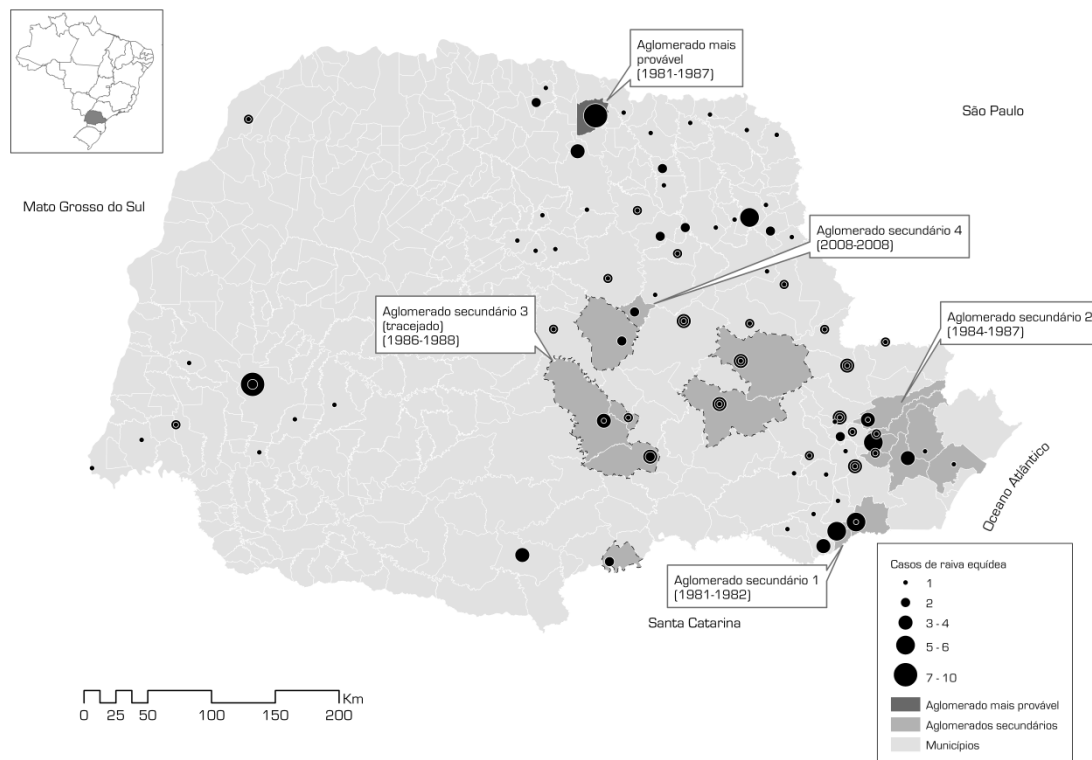 Aglomerado mais
provável
(1981-1987)
São Paulo
Mato Grosso do Sul
Aglomerado secundário 4
(2008-2008)
Aglomerado secundário 3
(tracejado)
(1986-1988)
Aglomerado secundário 2
(1984-1987)
Oceano Atlântico
Aglomerado secundário 1
(1981-1982)
Santa Catarina
Casos de raiva equídea
1
2
3 - 4
5 - 6
7 - 10
Aglomerado mais provável
Aglomerados secundários
Municípios
Km
0 25 50 100 150 200